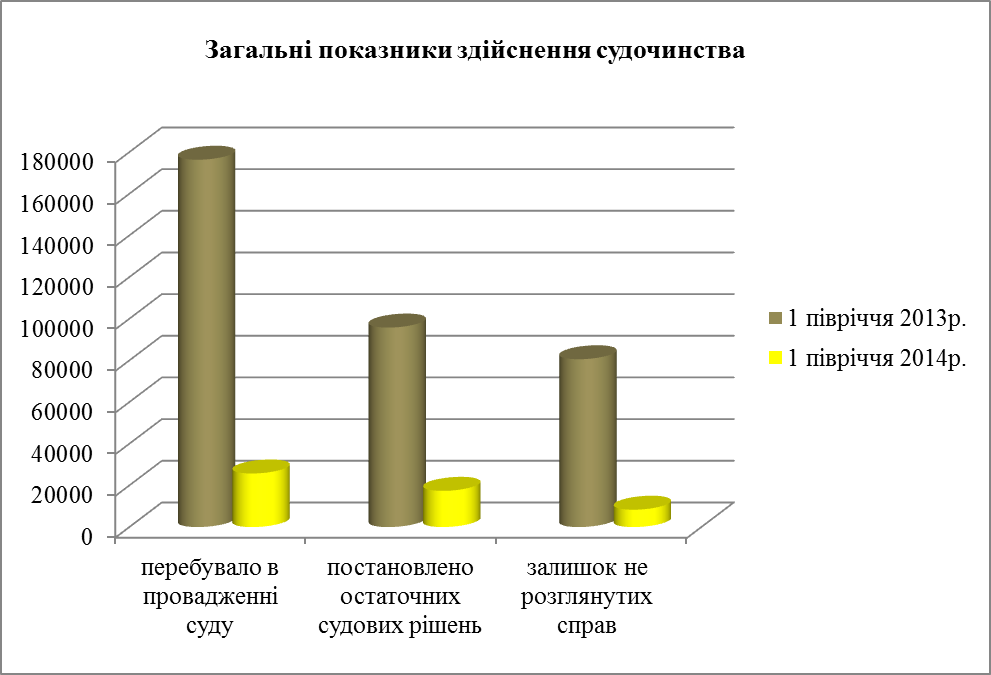 Загальні показники здійснення судочинства
180000
160000
140000
120000
100000
80000
60000
40000
20000
0
перебувало в
провадженні
суду
постановлено
остаточних
судових рішень
залишок не
розглянутих
справ
1 півріччя 2013р.
1 півріччя 2014р.